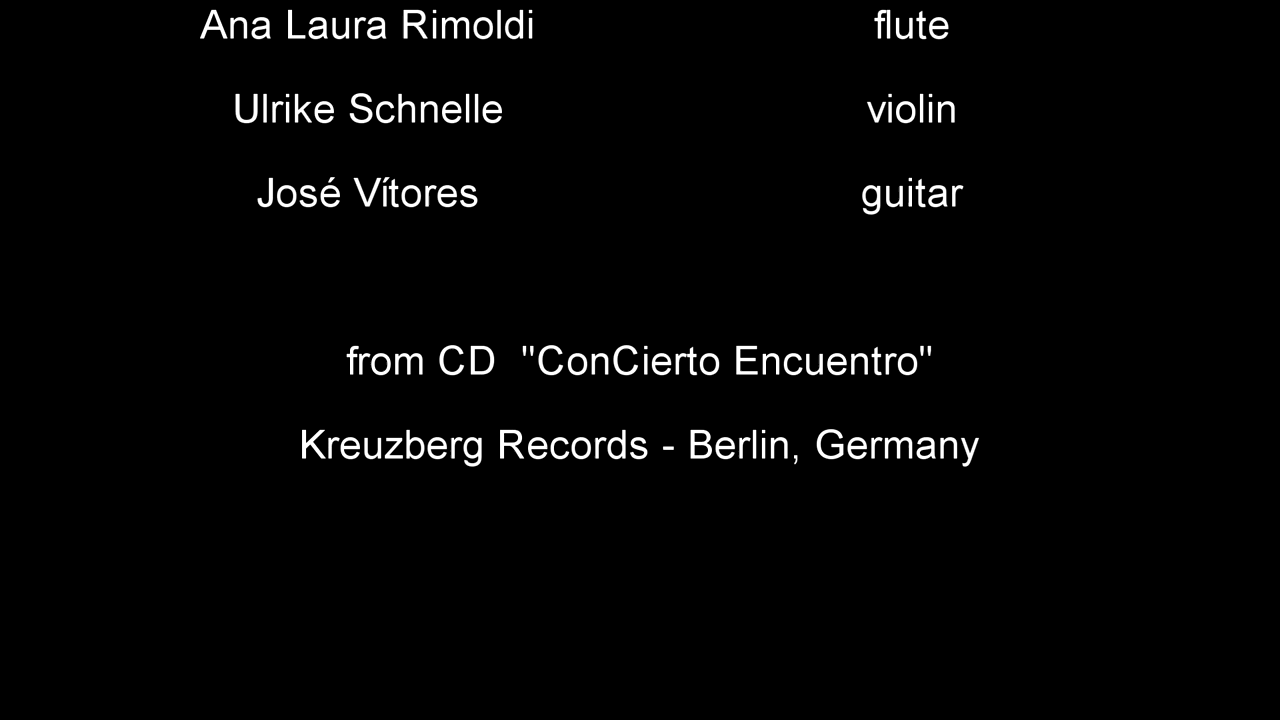 Ana Laura Rimoldi flute
Ulrike Schnelle violin
José Vítores guitar
from CD "ConCierto Encuentro"
Kreuzberg Records - Berlin, Germany